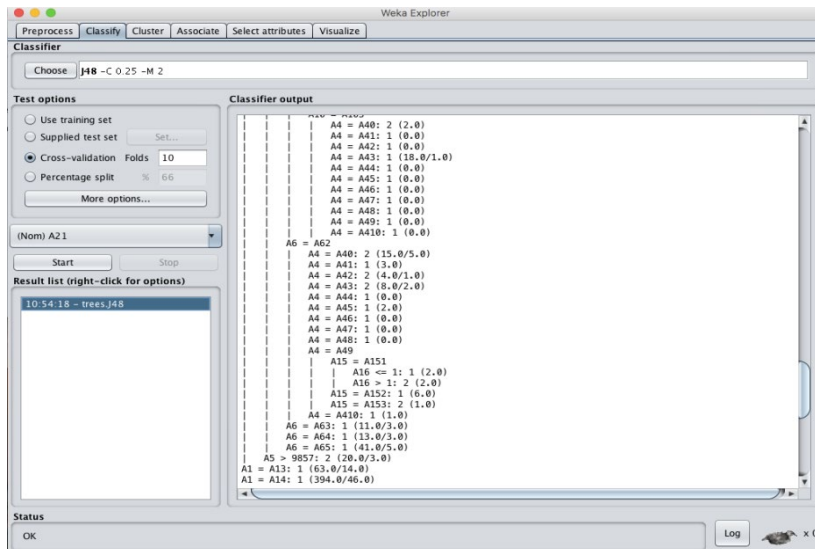 Weka Explorer
Preprocess Classify Cluster Associate Select attributes Visualize
Classifier
Choose J48 -C 0.25 -M 2
Test options
Use training set
Supplied test set Set...
Cross-validation Folds 10
Percentage split % 66
More options...
(Nom) A21
Start Stop
Result list (right-click for options)
10:54:18 - trees.J48
Classifier output
| | | | A4 = A40: 2 (2.0)
| | | | A4 = A41: 1 (0.0)
| | | | A4 = A42: 1 (0.0)
| | | | A4 = A43: 1 (18.0/1.0)
| | | | A4 = A44: 1 (0.0)
| | | | A4 = A45: 1 (0.0)
| | | | A4 = A46: 1 (0.0)
| | | | A4 = A47: 1 (0.0)
| | | | A4 = A48: 1 (0.0)
| | | | A4 = A49: 1 (0.0)
| | | | A4 = A410: 1 (0.0)
| | A6 = A62
| | | A4 = A40: 2 (15.0/5.0)
| | | A4 = A41: 1 (3.0)
| | | A4 = A42: 2 (4.0/1.0)
| | | A4 = A43: 2 (8.0/2.0)
| | | A4 = A44: 1 (0.0)
| | | A4 = A45: 1 (2.0)
| | | A4 = A46: 1 (0.0)
| | | A4 = A47: 1 (0.0)
| | | A4 = A48: 1 (0.0)
| | | A4 = A49
| | | | A15 = A151
| | | | | A16 <= 1: 1 (2.0)
| | | | | A16 > 1: 2 (2.0)
| | | | A15 = A152: 1 (6.0)
| | | | A15 = A153: 2 (1.0)
| | | A4 = A410: 1 (1.0)
| | A6 = A63: 1 (11.0/3.0)
| | A6 = A64: 1 (13.0/3.0)
| | A6 = A65: 1 (41.0/5.0)
| A5 > 9857: 2 (20.0/3.0)
A1 = A13: 1 (63.0/14.0)
A1 = A14: 1 (394.0/46.0)
Status
OK
Log